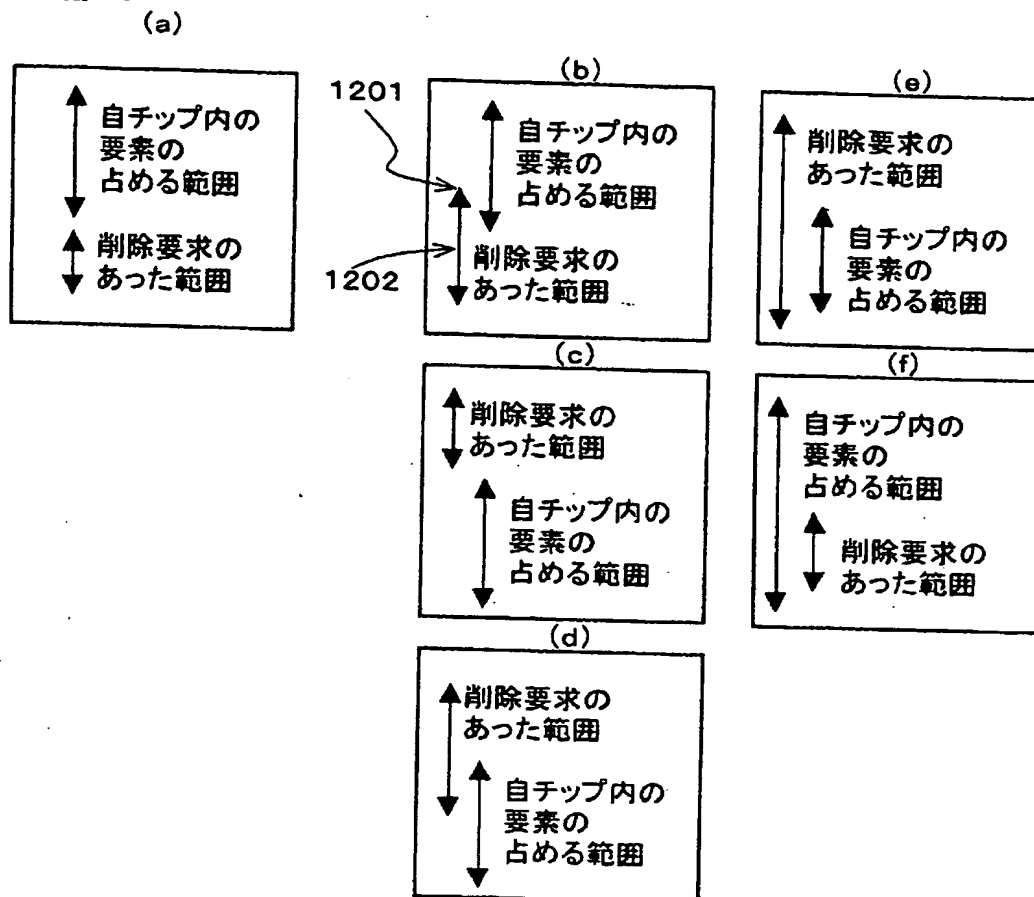 (a)
自チップ内の
要素の
占める範囲
削除要求の
あった範囲
1201
1202
(b)
自チップ内の
要素の
占める範囲
削除要求の
あった範囲
(c)
削除要求の
あった範囲
自チップ内の
要素の
占める範囲
(d)
削除要求の
あった範囲
自チップ内の
要素の
占める範囲
(e)
削除要求の
あった範囲
自チップ内の
要素の
占める範囲
(f)
自チップ内の
要素の
占める範囲
削除要求の
あった範囲